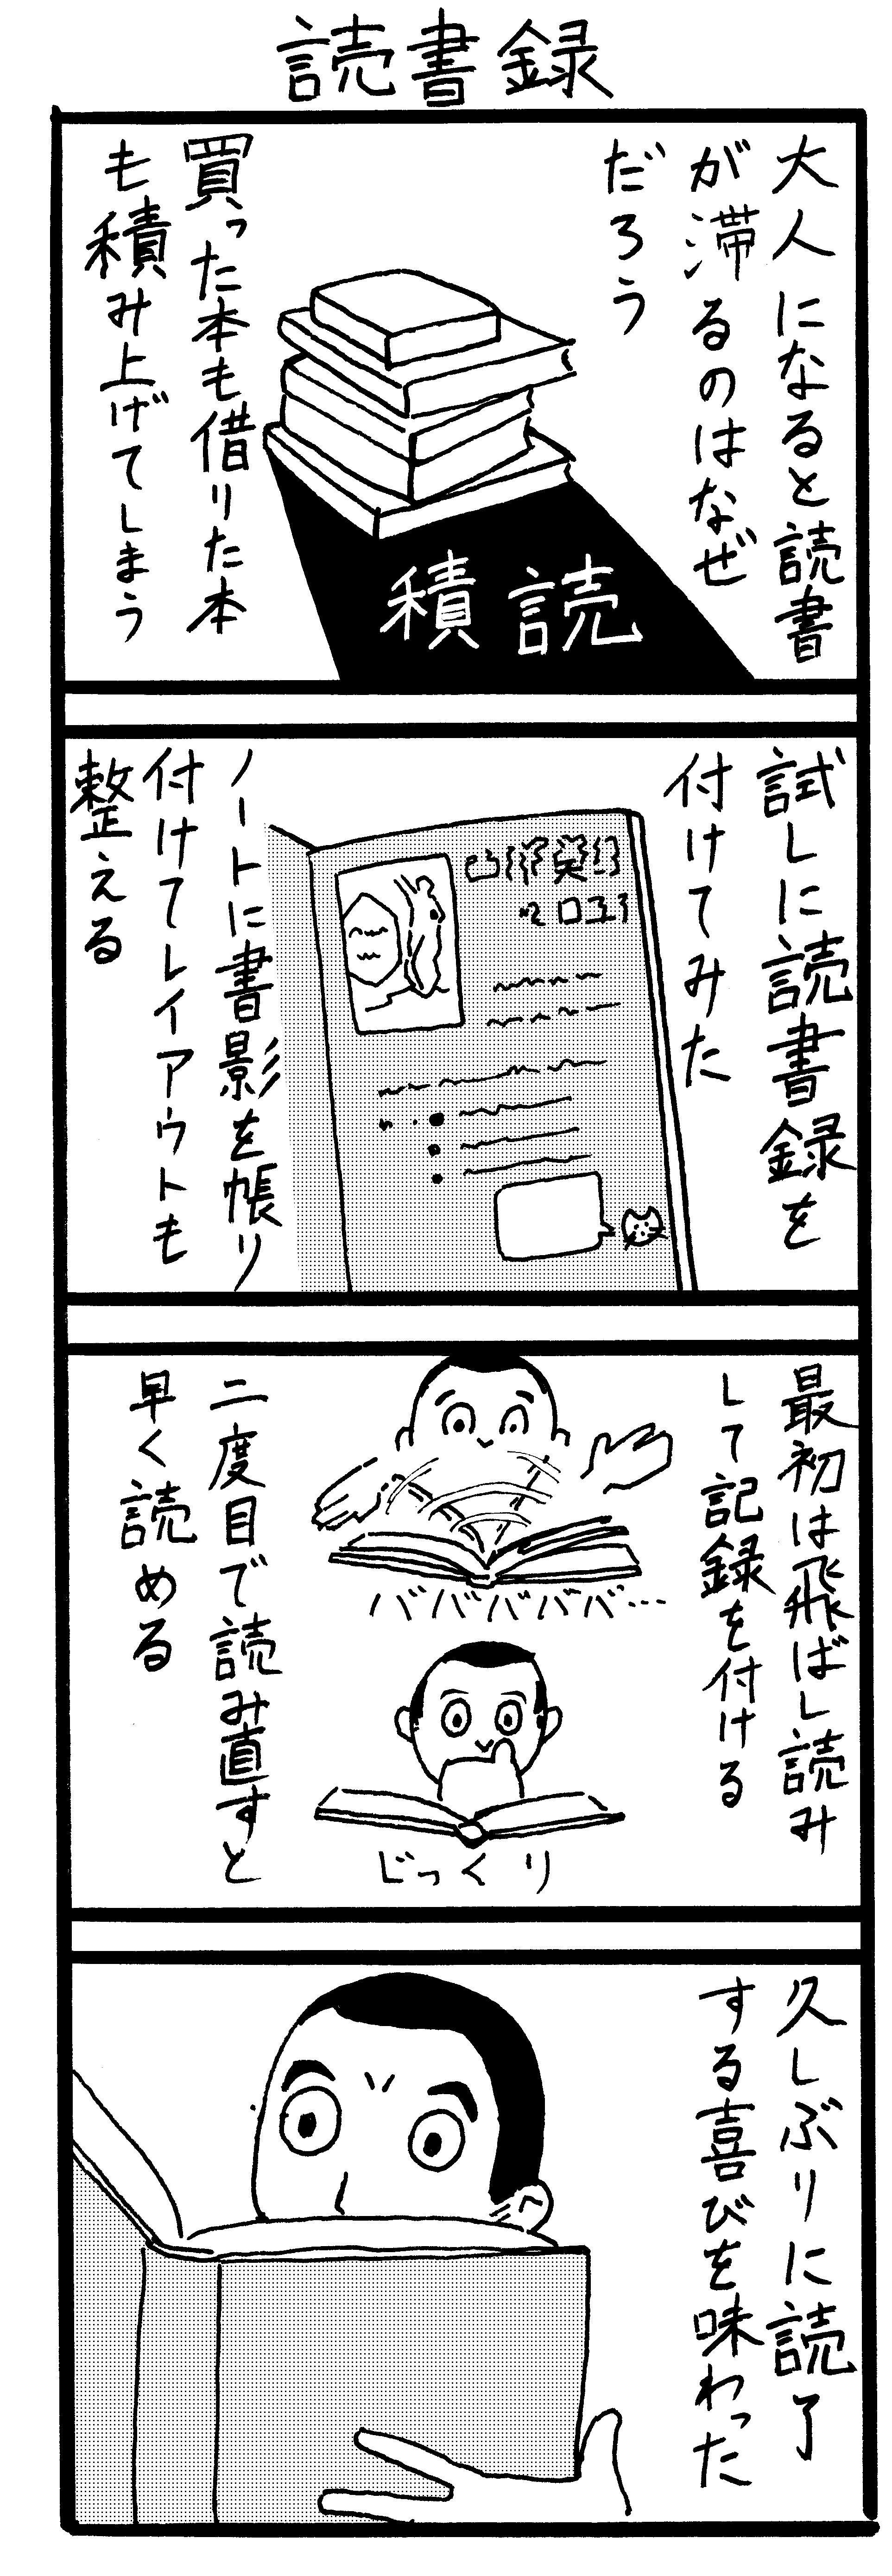 読書録
大人になると読書
が滞るのはなぜ
だろう
積読
買った本も借りた本
も積み上げてしまう
試しに読書録を
付けてみた
ノートに書影を帳り
付けてレイアウトも
整える
最初は飛ばし読み
して記録を付ける
バババババ…
じっくり
二度目で読み直すと
早く読める
久しぶりに読了
する喜びを味わった